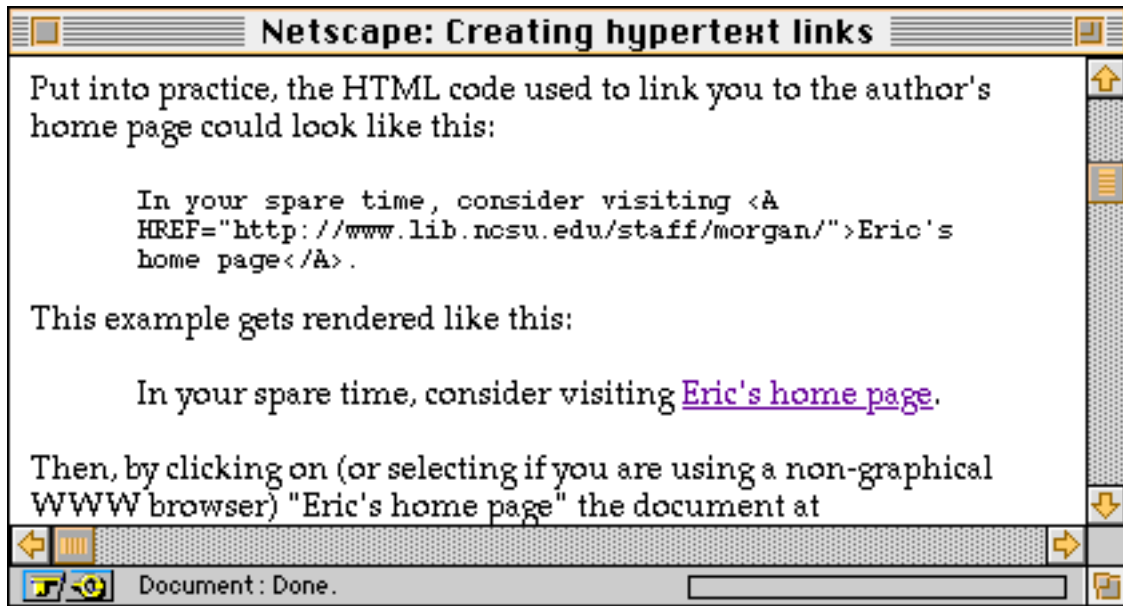 Netscape: Creating hypertext links
Put into practice, the HTML code used to link you to the author's
home page could look like this:
In your spare time, consider visiting <A
HREF="http://www.lib.ncsu.edu/staff/morgan/">Eric's
home page</A>.
This example gets rendered like this:
In your spare time, consider visiting Eric's home page.
Then, by clicking on (or selecting if you are using a non-graphical
WWW browser) "Eric's home page" the document at
Document: Done.